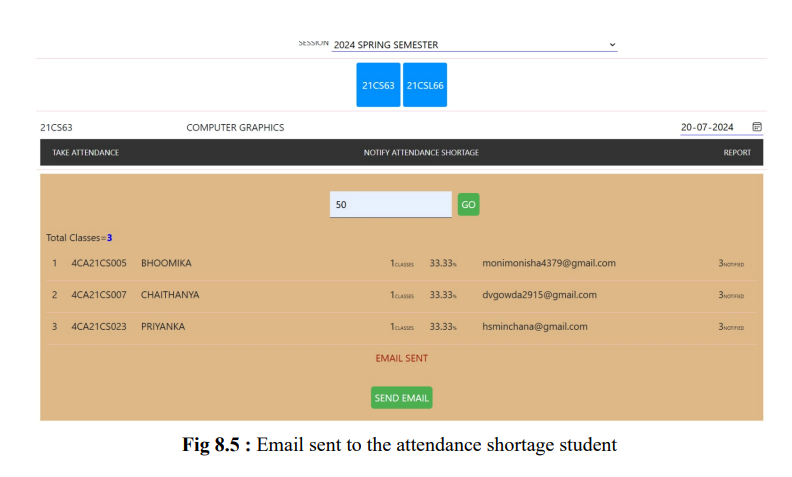 SESSION 2024 SPRING SEMESTER
21CS63 21CSL66
21CS63 COMPUTER GRAPHICS 20-07-2024
TAKE ATTENDANCE NOTIFY ATTENDANCE SHORTAGE REPORT
50 GO
Total Classes=3
1 4CA21CS005 BHOOMIKA 1CLASSES 33.33% monimonisha4379@gmail.com 3NOTIFIED
2 4CA21CS007 CHAITHANYA 1CLASSES 33.33% dvgowda2915@gmail.com 3NOTIFIED
3 4CA21CS023 PRIYANKA 1CLASSES 33.33% hsminchana@gmail.com 3NOTIFIED
EMAIL SENT
SEND EMAIL
Fig 8.5 : Email sent to the attendance shortage student